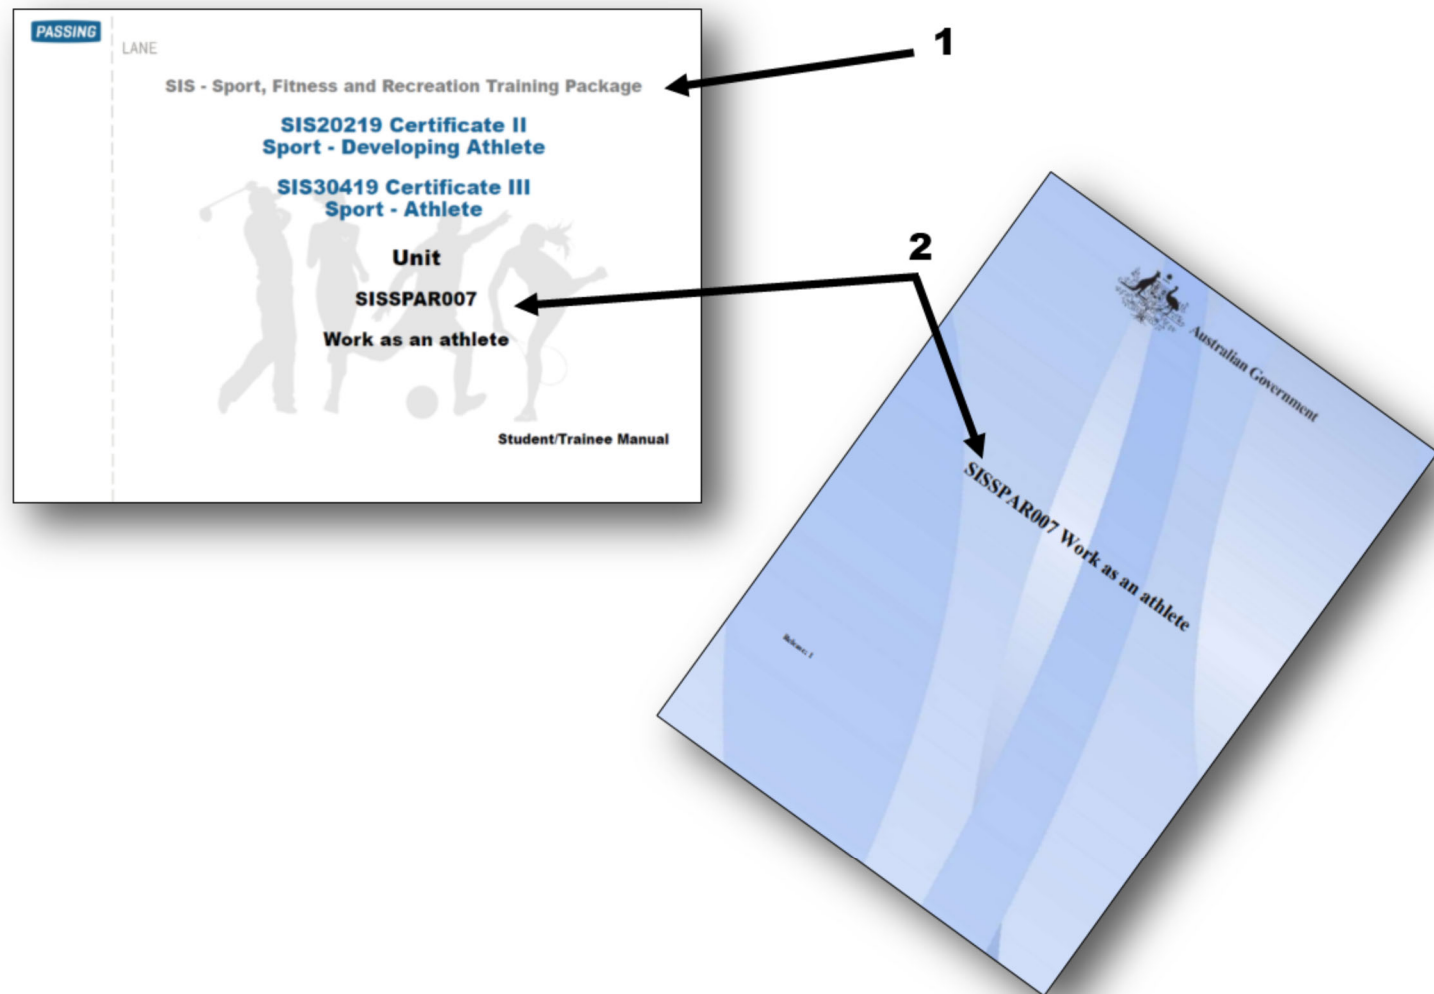 PASSING
LANE
1
SIS - Sport, Fitness and Recreation Training Package
SIS20219 Certificate II
Sport - Developing Athlete
SIS30419 Certificate III
Sport - Athlete
2
Unit
SISSPAR007
Work as an athlete
Student/Trainee Manual
Australian Government
SISSPAR007 Work as an athlete
Release: 1